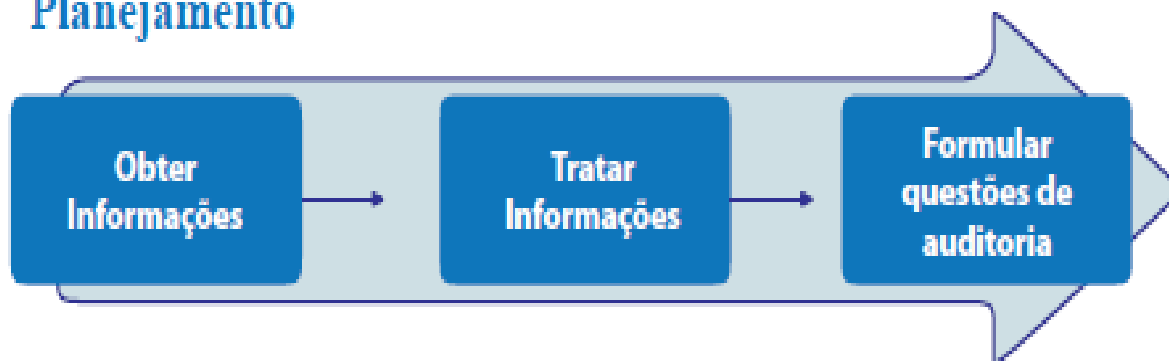 Planejamento
Obter
Informações
Tratar
Informações
Formular
questões de
auditoria